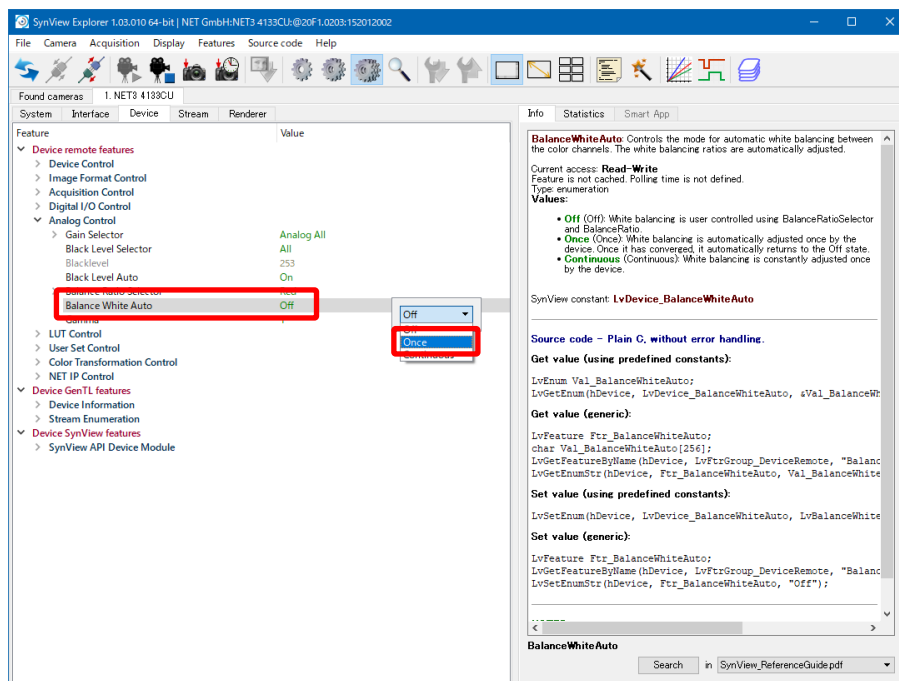 SynView Explorer 1.03.010 64-bit | NET GmbH:NET3 4133CU:@20F1.0203:152012002
File Camera Acquisition Display Features Source code Help
Found cameras 1. NET3 4133CU
System Interface Device Stream Renderer
Feature Value
Device remote features
Device Control
Image Format Control
Acquisition Control
Digital I/O Control
Analog Control
Gain Selector Analog All
Black Level Selector All
Blacklevel 253
Black Level Auto On
Balance Ratio Selector Red
Balance White Auto Off
Gamma
Off
Off
Once
Continuous
LUT Control
User Set Control
Color Transformation Control
NET IP Control
Device GenTL features
Device Information
Stream Enumeration
Device SynView features
SynView API Device Module
Info Statistics Smart App
BalanceWhiteAuto: Controls the mode for automatic white balancing between
the color channels. The white balancing ratios are automatically adjusted.
Current access: Read-Write
Feature is not cached. Polling time is not defined.
Type: enumeration
Values:
• Off (Off): White balancing is user controlled using BalanceRatioSelector
and BalanceRatio.
• Once (Once): White balancing is automatically adjusted once by the
device. Once it has converged, it automatically returns to the Off state.
• Continuous (Continuous): White balancing is constantly adjusted once
by the device.
SynView constant: LvDevice_BalanceWhiteAuto
Source code - Plain C, without error handling.
Get value (using predefined constants):
LvEnum Val_BalanceWhiteAuto;
LvGetEnum(hDevice, LvDevice_BalanceWhiteAuto, &Val_BalanceWh
Get value (generic):
LvFeature Ftr_BalanceWhiteAuto;
char Val_BalanceWhiteAuto[256];
LvGetFeatureByName(hDevice, LvFtrGroup_DeviceRemote, "Balanc
LvGetEnumStr(hDevice, Ftr_BalanceWhiteAuto, Val_BalanceWhite
Set value (using predefined constants):
LvSetEnum(hDevice, LvDevice_BalanceWhiteAuto, LvBalanceWhite
Set value (generic):
LvFeature Ftr_BalanceWhiteAuto;
LvGetFeatureByName(hDevice, LvFtrGroup_DeviceRemote, "Balanc
LvSetEnumStr(hDevice, Ftr_BalanceWhiteAuto, "Off");
BalanceWhiteAuto
Search in SynView_ReferenceGuide.pdf